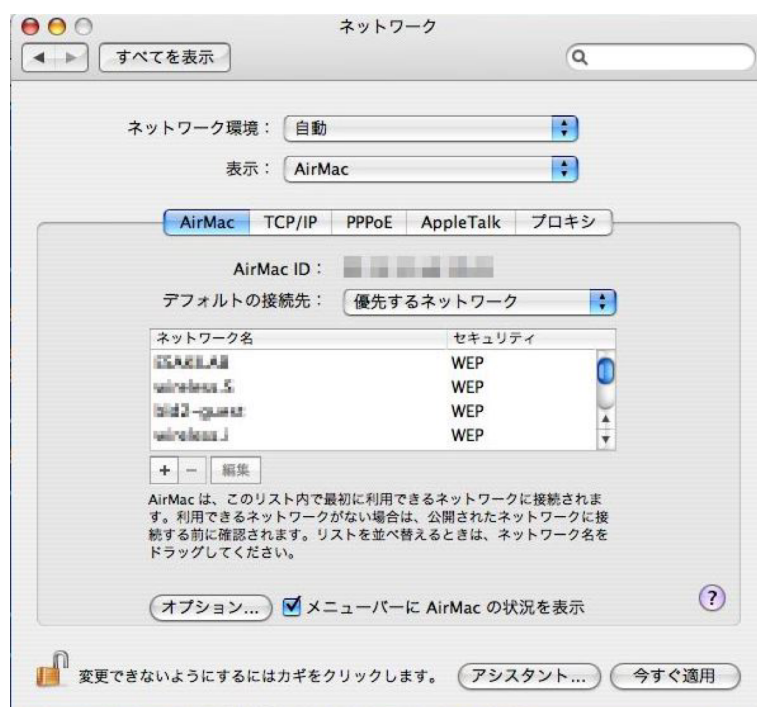 ネットワーク
すべてを表示
ネットワーク環境： 自動
表示： AirMac
AirMac TCP/IP PPPoE AppleTalk プロキシ
AirMac ID：
デフォルトの接続先： 優先するネットワーク
ネットワーク名 セキュリティ
WEP
WEP
WEP
WEP
+ − 編集
AirMac は、このリスト内で最初に利用できるネットワークに接続されま
す。利用できるネットワークがない場合は、公開されたネットワークに接
続する前に確認されます。リストを並べ替えるときは、ネットワーク名を
ドラッグしてください。
オプション... メニューバーに AirMac の状況を表示 ?
変更できないようにするにはカギをクリックします。 アシスタント... 今すぐ適用